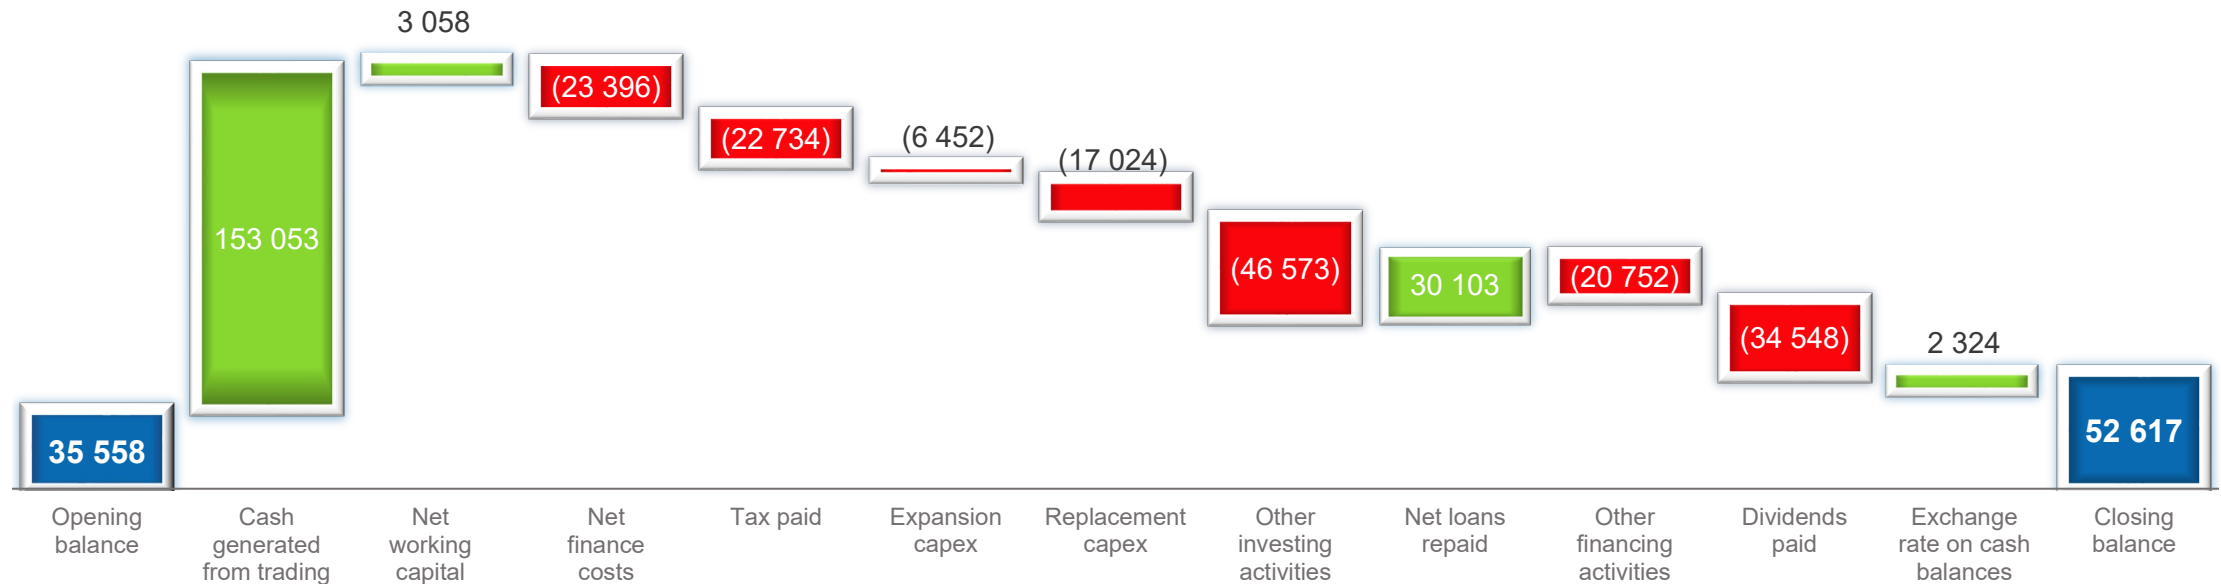 3 058
(23 396)
(22 734)
(6 452)
(17 024)
153 053
(46 573)
30 103
(20 752)
(34 548)
2 324
35 558
52 617
Opening
balance
Cash
generated
from trading
Net
working
capital
Net
finance
costs
Tax paid
Expansion
capex
Replacement
capex
Other
investing
activities
Net loans
repaid
Other
financing
activities
Dividends
paid
Exchange
rate on cash
balances
Closing
balance